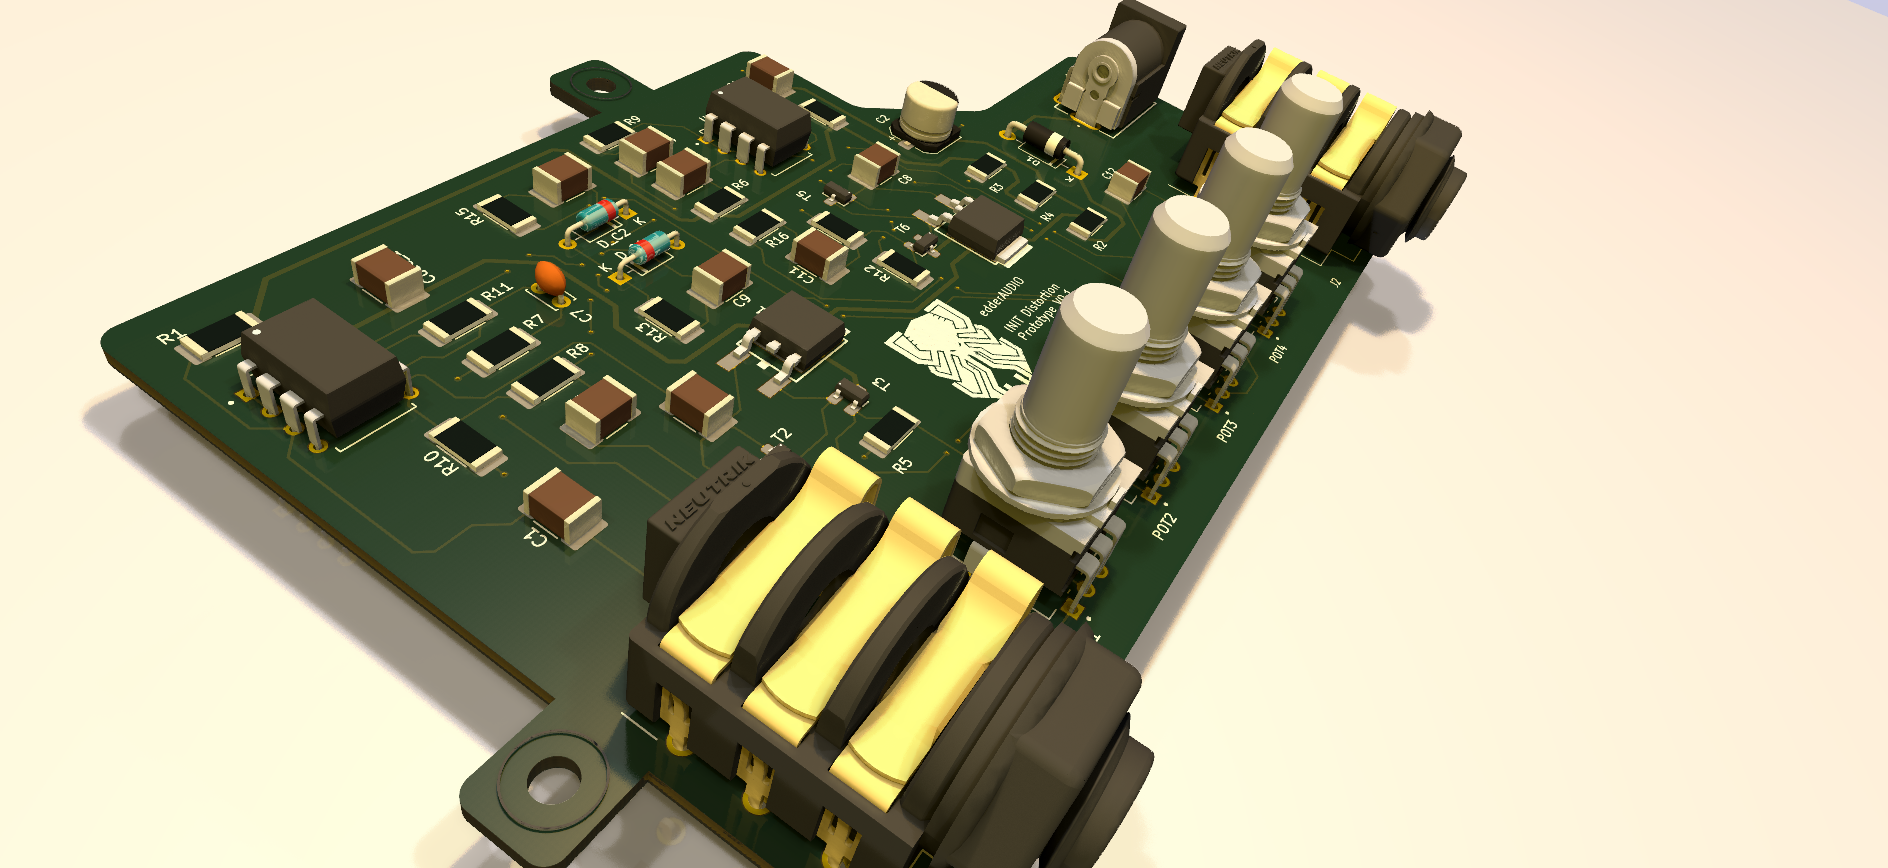 R9
C2
D1
K
C12
R3
R4
R2
C8
T5
R6
R15
R16
T6
D_C2
K
K
D
C11
R12
C9
R13
C7
R11
R7
R8
R1
R10
C1
T3
T2
R5
edderAUDIO
INIT Distortion
Prototype V0.1
J2
POT4
POT3
POT2
NEUTRIK